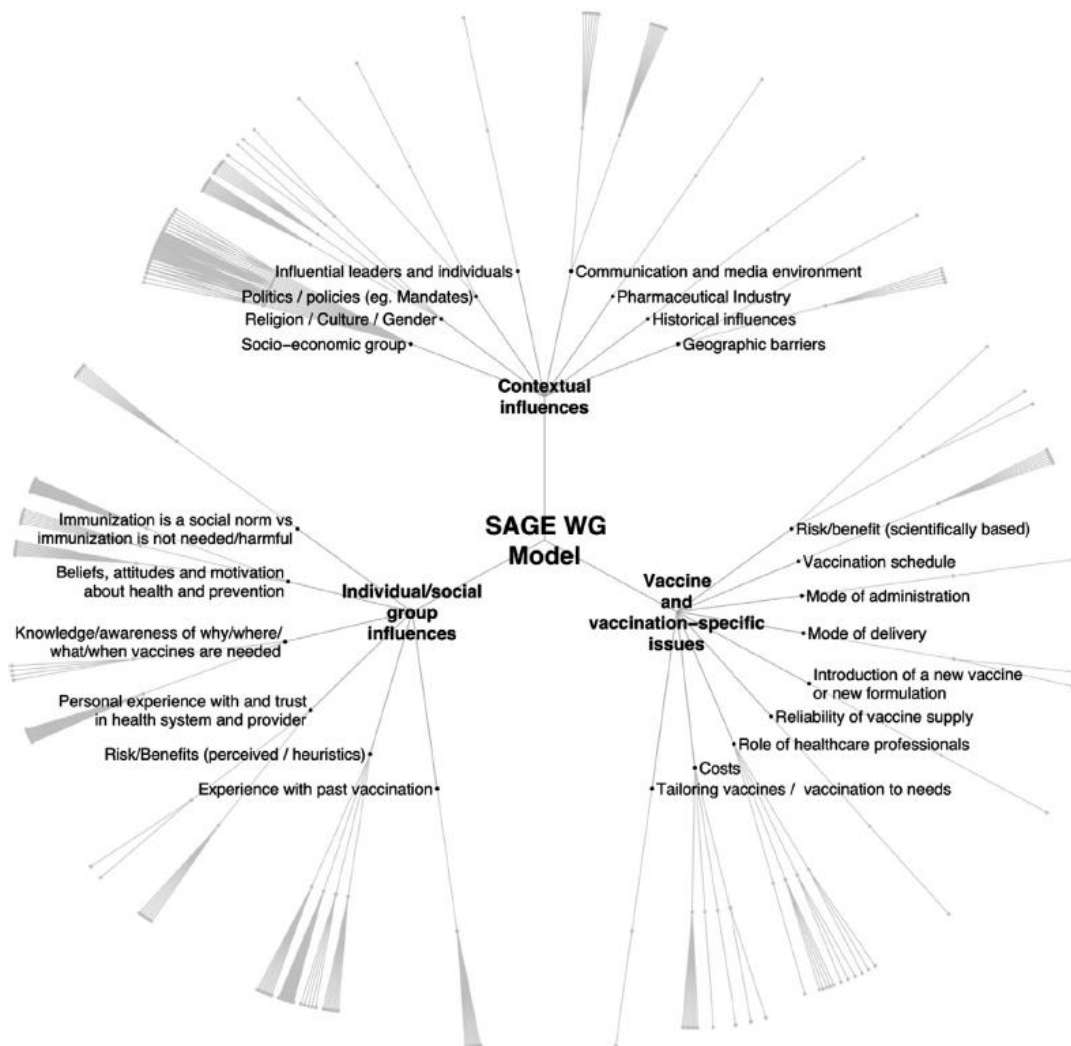 Influential leaders and individuals
Communication and media environment
Politics / policies (eg. Mandates)
Pharmaceutical Industry
Religion / Culture / Gender
Historical influences
Socio-economic group
Geographic barriers
Contextual
influences
SAGE WG
Model
Immunization is a social norm vs
immunization is not needed/harmful
Beliefs, attitudes and motivation
about health and prevention
Individual/social
group
influences
Knowledge/awareness of why/where/
what/when vaccines are needed
Personal experience with and trust
in health system and provider
Risk/Benefits (perceived / heuristics)
Experience with past vaccination
Risk/benefit (scientifically based)
Vaccination schedule
Vaccine
and
vaccination-specific
issues
Mode of administration
Mode of delivery
Introduction of a new vaccine
or new formulation
Reliability of vaccine supply
Role of healthcare professionals
Costs
Tailoring vaccines / vaccination to needs